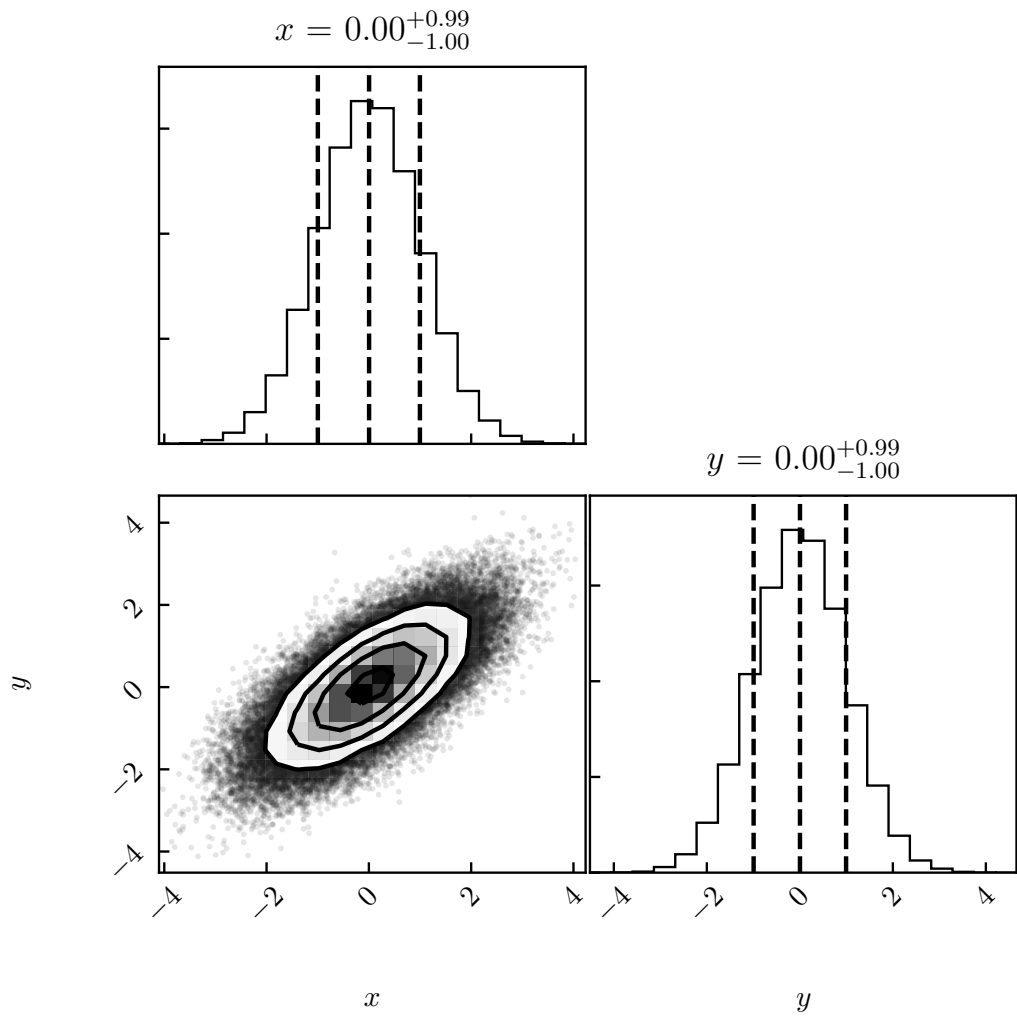 x = 0.00^{+0.99}_{-1.00}
y = 0.00^{+0.99}_{-1.00}
4
2
0
−2
−4
y
−4 −2 0 2 4
−4 −2 0 2 4
x
y